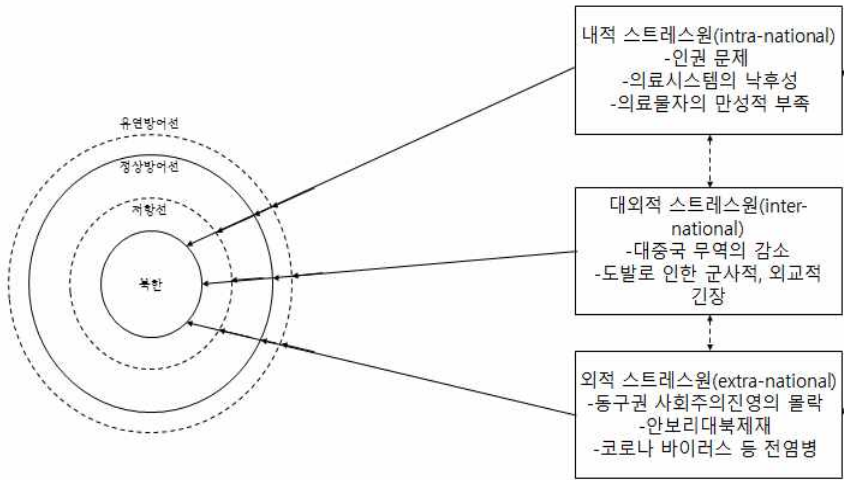 유연방어선
정상방어선
저항선
북한
내적 스트레스원(intra-national)
-인권 문제
-의료시스템의 낙후성
-의료물자의 만성적 부족
대외적 스트레스원(inter-
national)
-대중국 무역의 감소
-도발로 인한 군사적, 외교적
긴장
외적 스트레스원(extra-national)
-동구권 사회주의진영의 몰락
-안보리대북제재
-코로나 바이러스 등 전염병